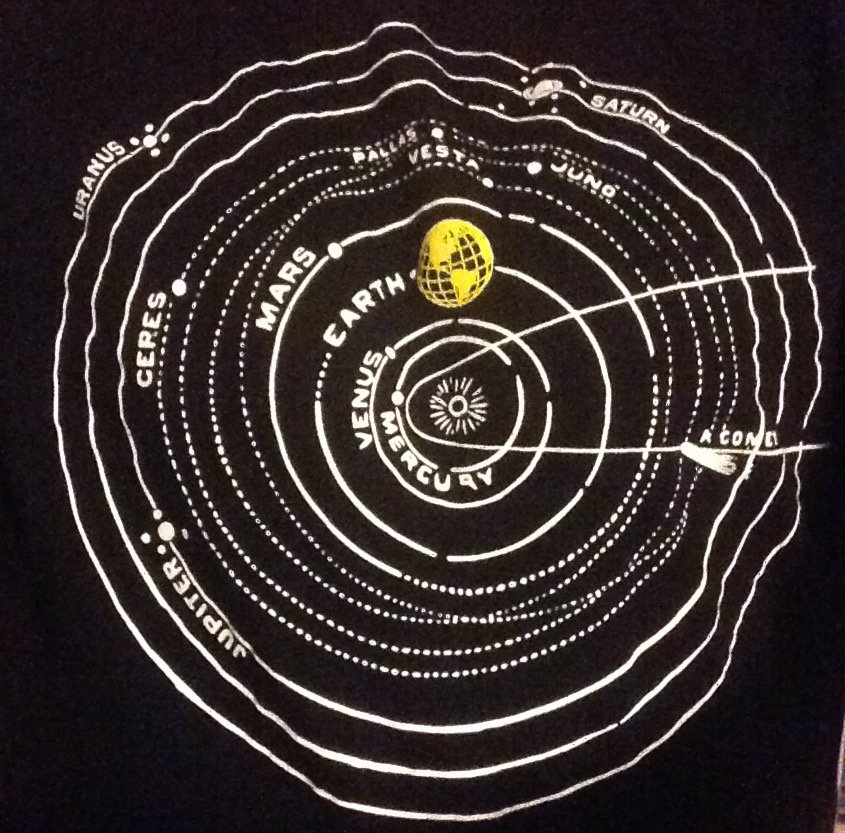 SATURN
URANUS
PALLAS
VESTA
JUNO
MARS
EARTH
CERES
VENUS
MERCURY
A COMET
JUPITER